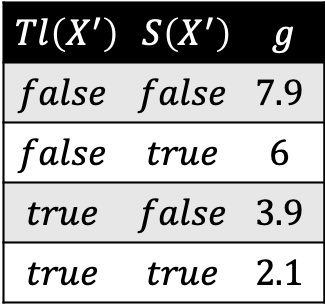 Tl(X′) S(X′) g
false false 7.9
false true 6
true false 3.9
true true 2.1